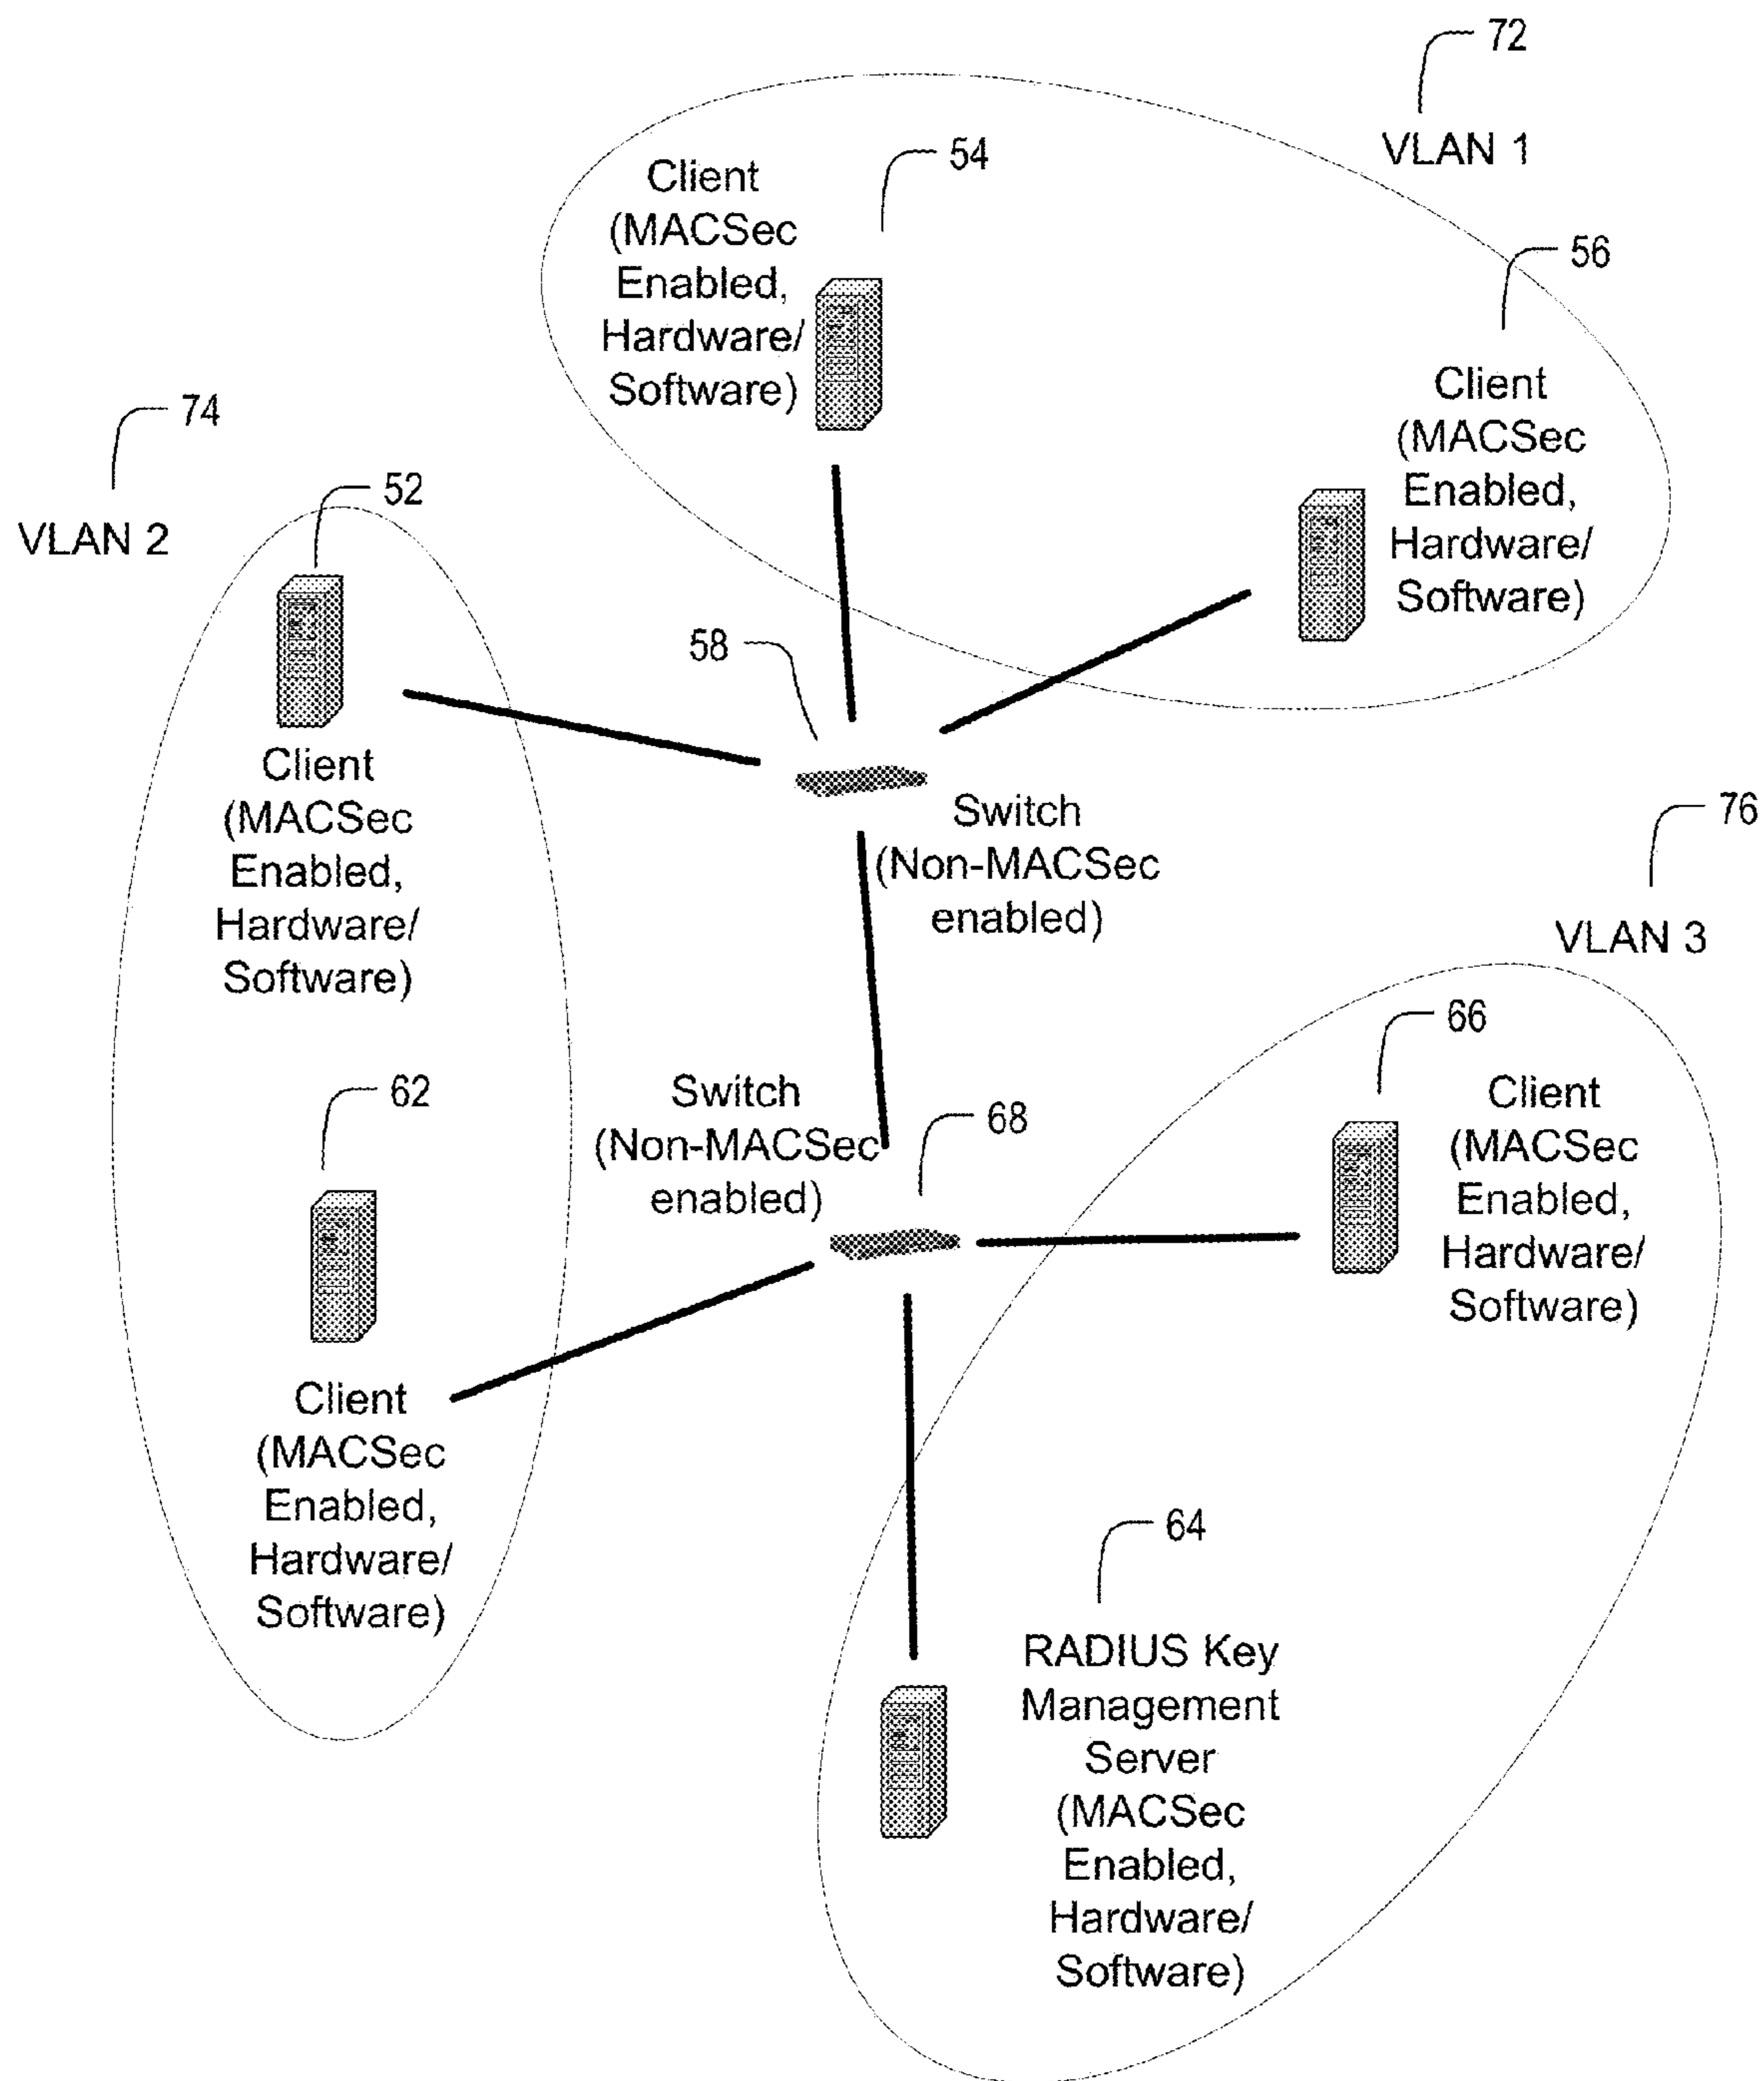 72
VLAN 1
54
Client
(MACSec
Enabled,
Hardware/
Software)
56
Client
(MACSec
Enabled,
Hardware/
Software)
74
VLAN 2
52
Client
(MACSec
Enabled,
Hardware/
Software)
58
Switch
(Non-MACSec
enabled)
76
VLAN 3
62
Client
(MACSec
Enabled,
Hardware/
Software)
Switch
(Non-MACSec
enabled)
68
66
Client
(MACSec
Enabled,
Hardware/
Software)
64
RADIUS Key
Management
Server
(MACSec
Enabled,
Hardware/
Software)